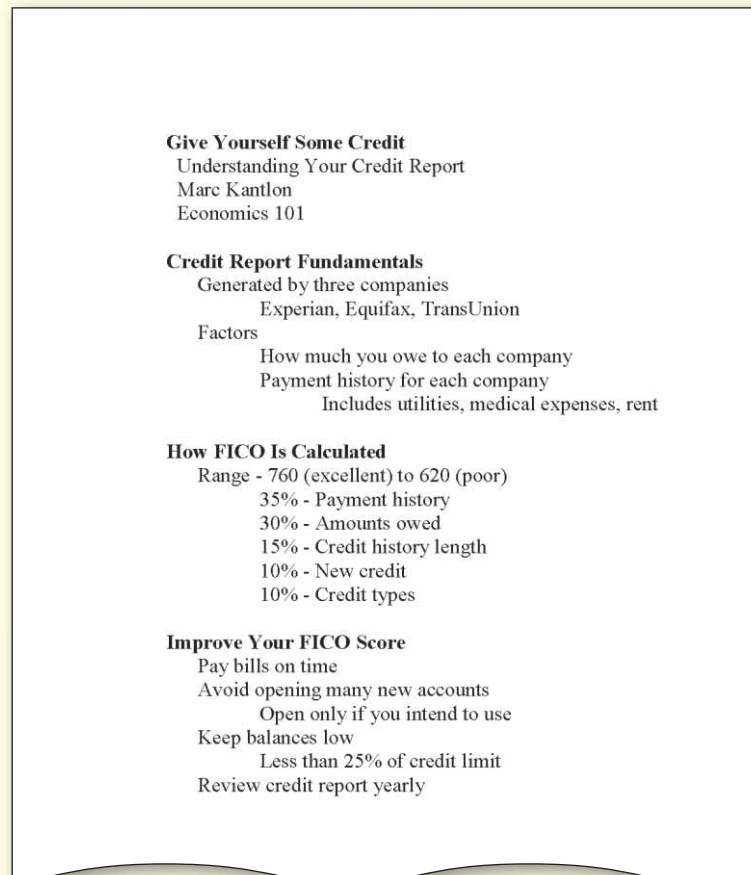 Give Yourself Some Credit
Understanding Your Credit Report
Marc Kantlon
Economics 101
Credit Report Fundamentals
Generated by three companies
Experian, Equifax, TransUnion
Factors
How much you owe to each company
Payment history for each company
Includes utilities, medical expenses, rent
How FICO Is Calculated
Range - 760 (excellent) to 620 (poor)
35% - Payment history
30% - Amounts owed
15% - Credit history length
10% - New credit
10% - Credit types
Improve Your FICO Score
Pay bills on time
Avoid opening many new accounts
Open only if you intend to use
Keep balances low
Less than 25% of credit limit
Review credit report yearly